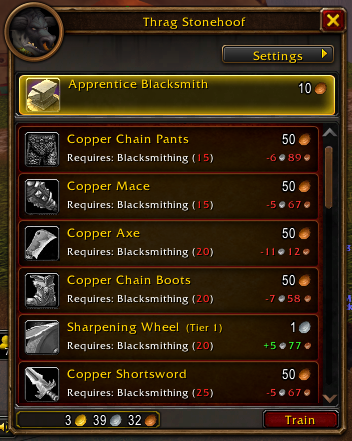 Thrag Stonehoof
Settings
Apprentice Blacksmith 10
Copper Chain Pants 50
Requires: Blacksmithing (15) -6 89
Copper Mace 50
Requires: Blacksmithing (15) -5 67
Copper Axe 50
Requires: Blacksmithing (20) -11 12
Copper Chain Boots 50
Requires: Blacksmithing (20) -7 58
Sharpening Wheel (Tier 1) 1
Requires: Blacksmithing (20) +5 77
Copper Shortsword 50
Requires: Blacksmithing (25) -5 67
3 39 32 Train